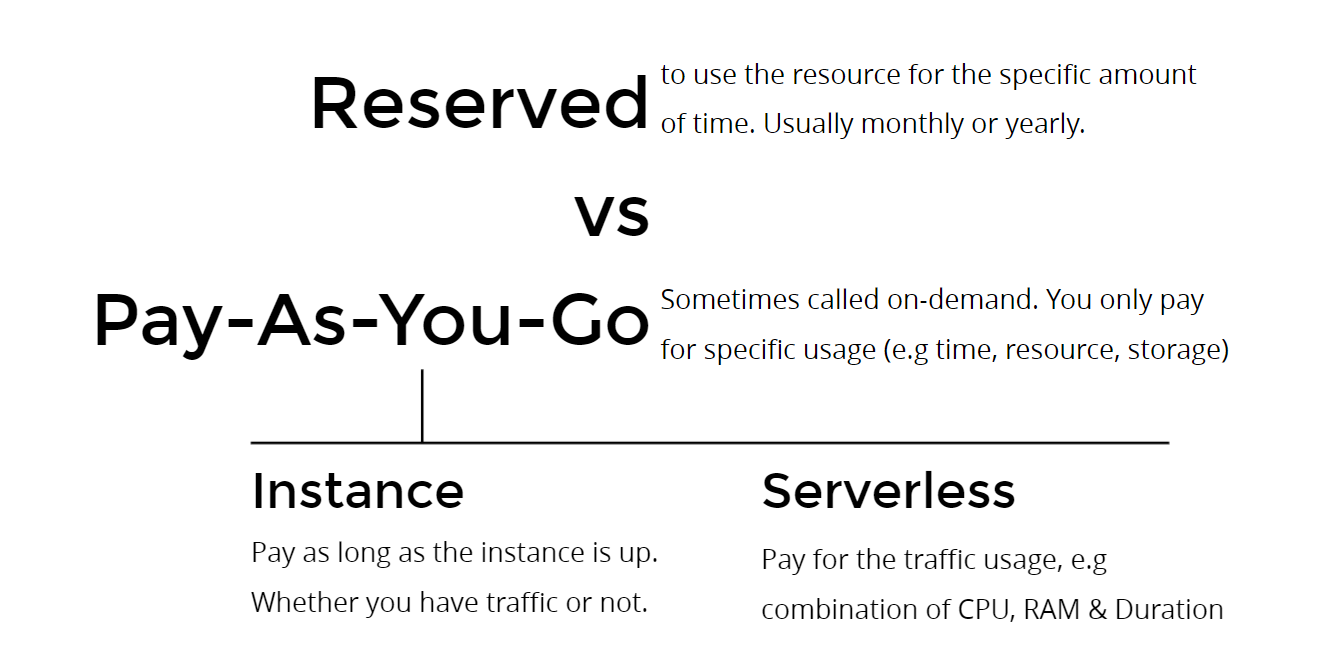 Reserved
to use the resource for the specific amount
of time. Usually monthly or yearly.
vs
Pay-As-You-Go
Sometimes called on-demand. You only pay
for specific usage (e.g time, resource, storage)
Instance
Pay as long as the instance is up.
Whether you have traffic or not.
Serverless
Pay for the traffic usage, e.g
combination of CPU, RAM & Duration